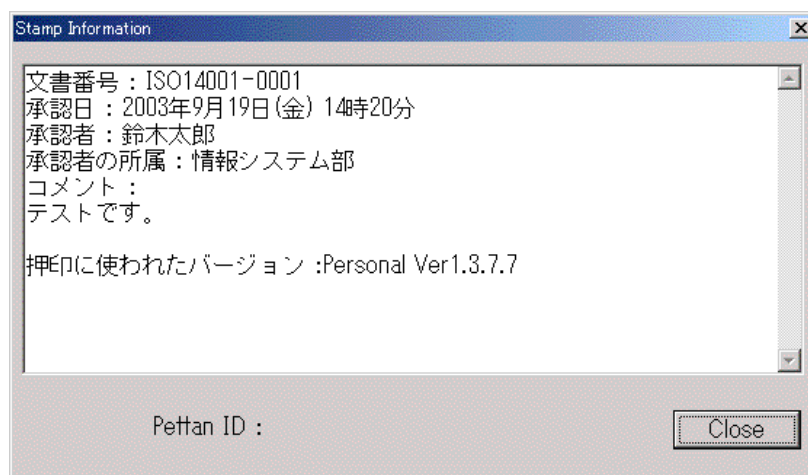 Stamp Information
文書番号：ISO14001-0001
承認日：2003年9月19日(金) 14時20分
承認者：鈴木太郎
承認者の所属：情報システム部
コメント：
テストです。
押印に使われたバージョン :Personal Ver1.3.7.7
Pettan ID :
Close